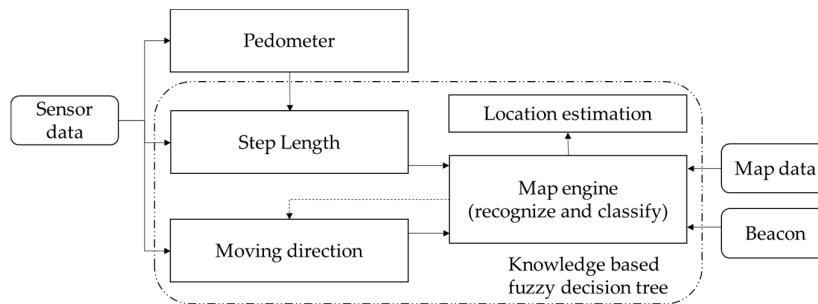 Pedometer
Sensor
data
Step Length
Location estimation
Map engine
(recognize and classify)
Map data
Moving direction
Beacon
Knowledge based
fuzzy decision tree